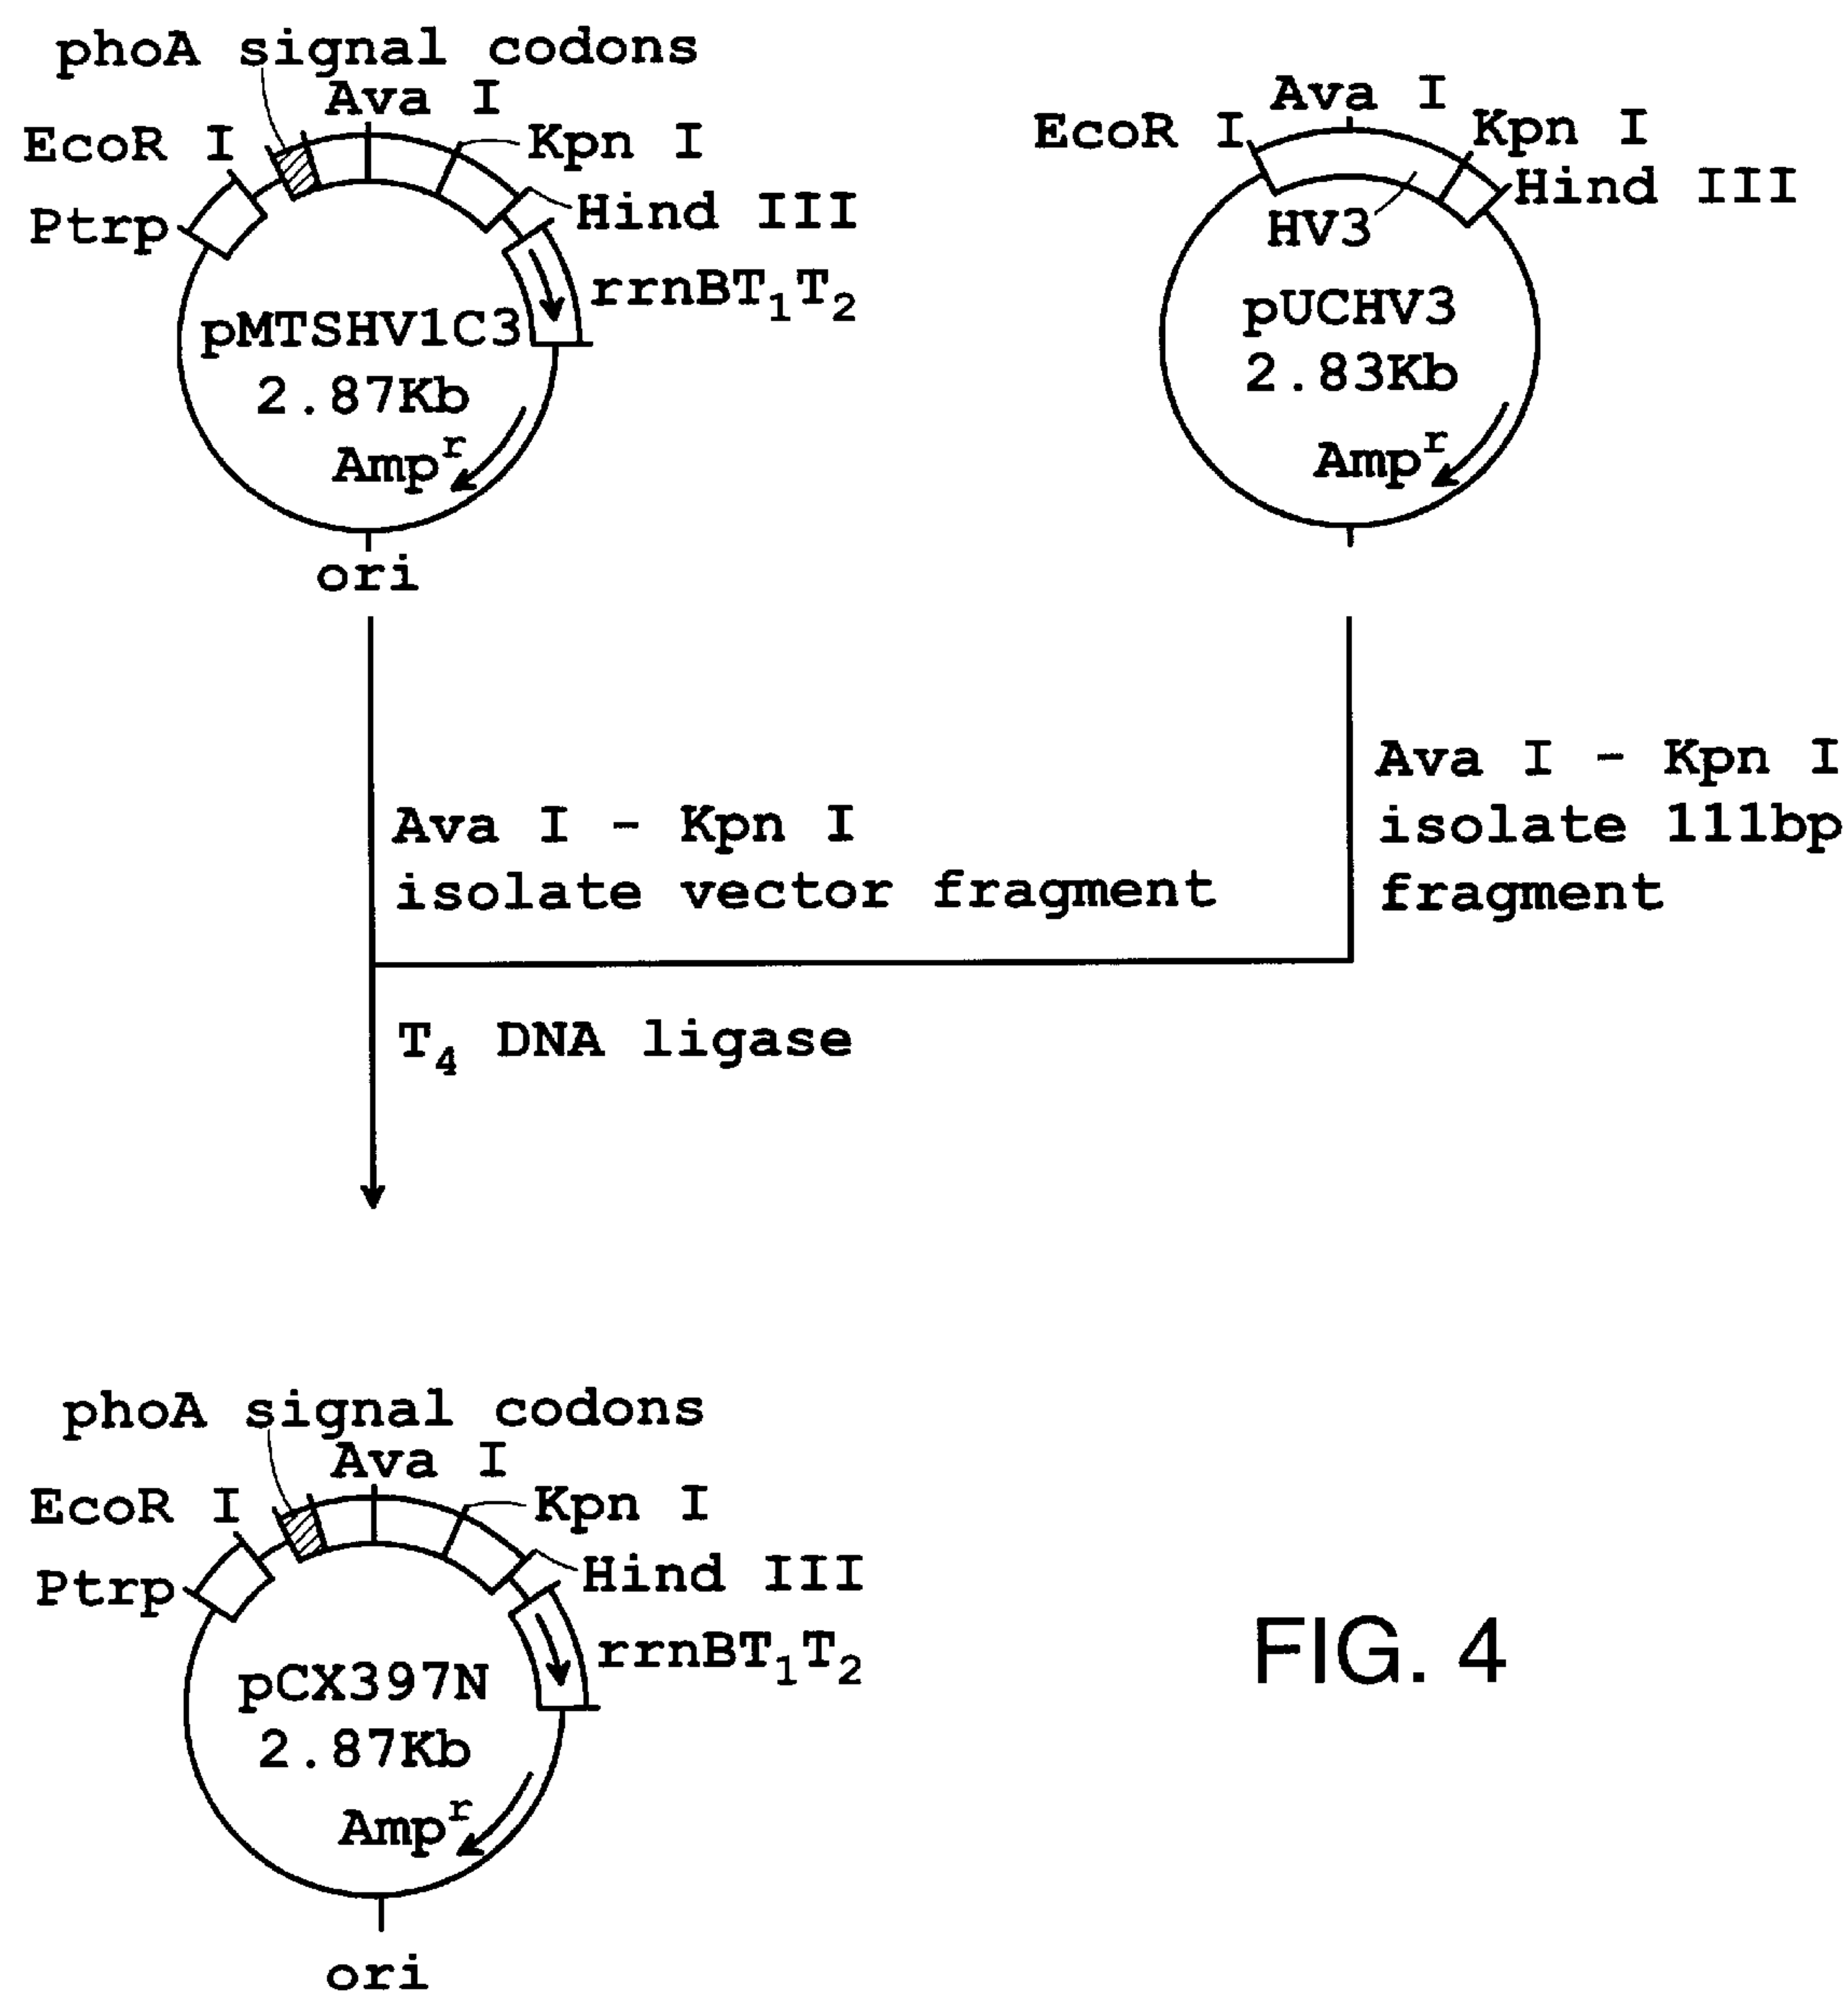 phoA signal codons
Ava I
EcoR I
Kpn I
Ptrp
Hind III
rrnBT₁T₂
pMTSHV1C3
2.87Kb
Ampʳ
ori
Ava I
EcoR I
Kpn I
Hind III
HV3
pUCHV3
2.83Kb
Ampʳ
Ava I - Kpn I
isolate vector fragment
Ava I - Kpn I
isolate 111bp
fragment
T₄ DNA ligase
phoA signal codons
Ava I
EcoR I
Kpn I
Ptrp
Hind III
rrnBT₁T₂
pCX397N
2.87Kb
Ampʳ
ori
FIG. 4